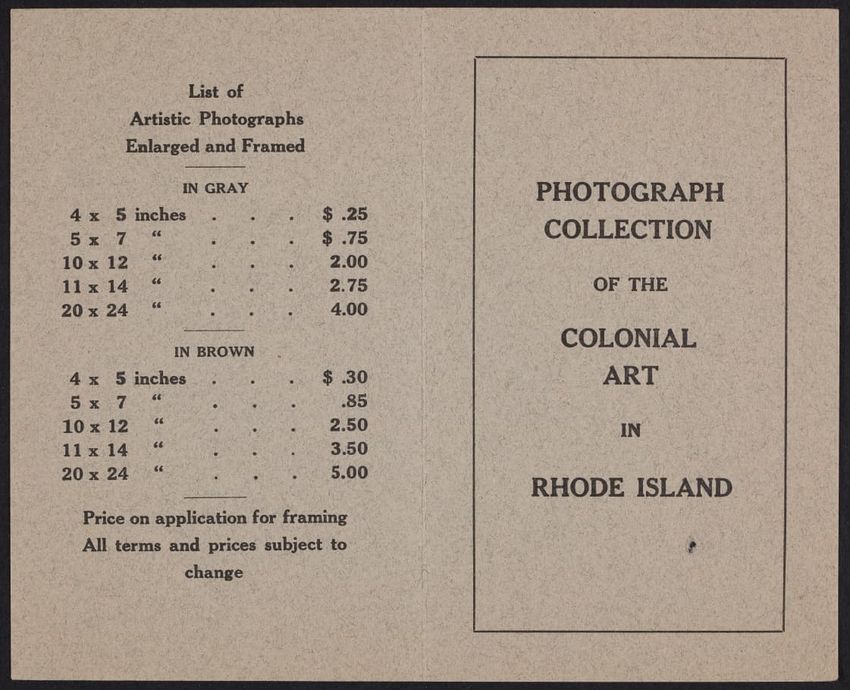 List of
Artistic Photographs
Enlarged and Framed
IN GRAY
4 x 5 inches . . . $ .25
5 x 7 “ . . . $ .75
10 x 12 “ . . . 2.00
11 x 14 “ . . . 2.75
20 x 24 “ . . . 4.00
IN BROWN
4 x 5 inches . . . $ .30
5 x 7 “ . . . .85
10 x 12 “ . . . 2.50
11 x 14 “ . . . 3.50
20 x 24 “ . . . 5.00
Price on application for framing
All terms and prices subject to
change
PHOTOGRAPH
COLLECTION
OF THE
COLONIAL
ART
IN
RHODE ISLAND